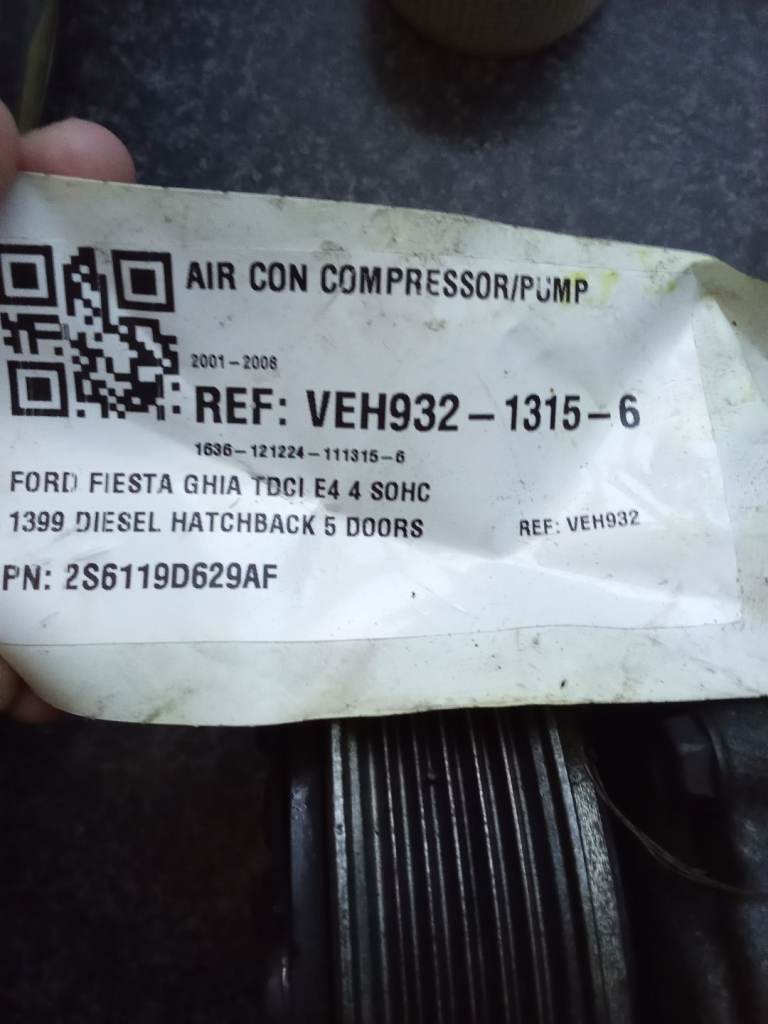 AIR CON COMPRESSOR/PUMP
2001-2008
REF: VEH932-1315-6
1636-121224-111315-6
FORD FIESTA GHIA TDCI E4 4 SOHC
1399 DIESEL HATCHBACK 5 DOORS
REF: VEH932
PN: 2S6119D629AF